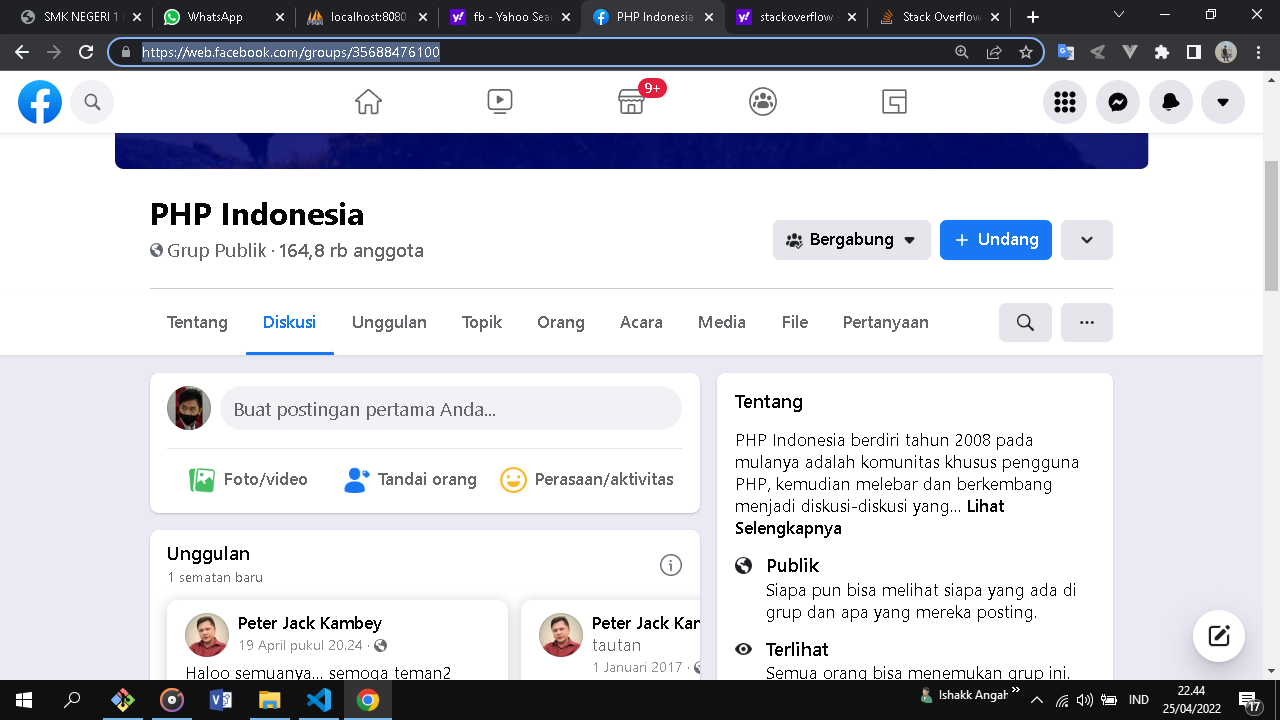 SMK NEGERI 1
WhatsApp
localhost:8080
fb - Yahoo Sear
PHP Indonesia
stackoverflow
Stack Overflow
https://web.facebook.com/groups/35688476100
9+
PHP Indonesia
Grup Publik · 164,8 rb anggota
Bergabung
+ Undang
Tentang
Diskusi
Unggulan
Topik
Orang
Acara
Media
File
Pertanyaan
Buat postingan pertama Anda...
Foto/video
Tandai orang
Perasaan/aktivitas
Unggulan
1 sematan baru
Peter Jack Kambey
19 April pukul 20.24 ·
Haloo semuanya... semoga teman2
Peter Jack Kam
tautan
1 Januari 2017 ·
Tentang
PHP Indonesia berdiri tahun 2008 pada
mulanya adalah komunitas khusus pengguna
PHP, kemudian melebar dan berkembang
menjadi diskusi-diskusi yang... Lihat
Selengkapnya
Publik
Siapa pun bisa melihat siapa yang ada di
grup dan apa yang mereka posting.
Terlihat
Semua orang bisa menemukan grup ini.
Ishakk Angah
IND
22.44
25/04/2022
17